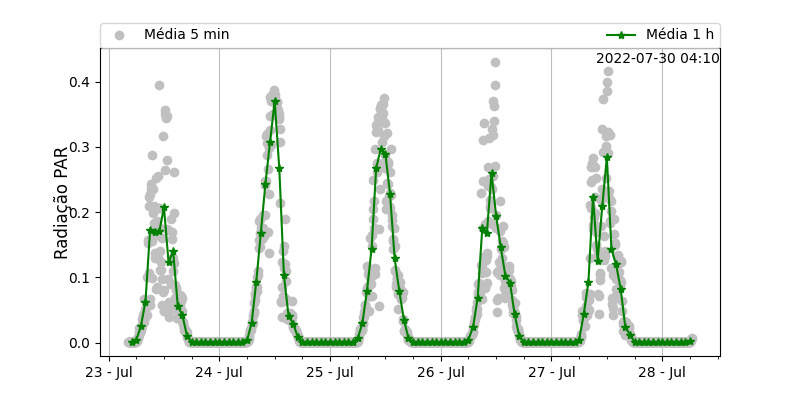 Média 5 min
Média 1 h
2022-07-30 04:10
Radiação PAR
0.4
0.3
0.2
0.1
0.0
23 - Jul
24 - Jul
25 - Jul
26 - Jul
27 - Jul
28 - Jul